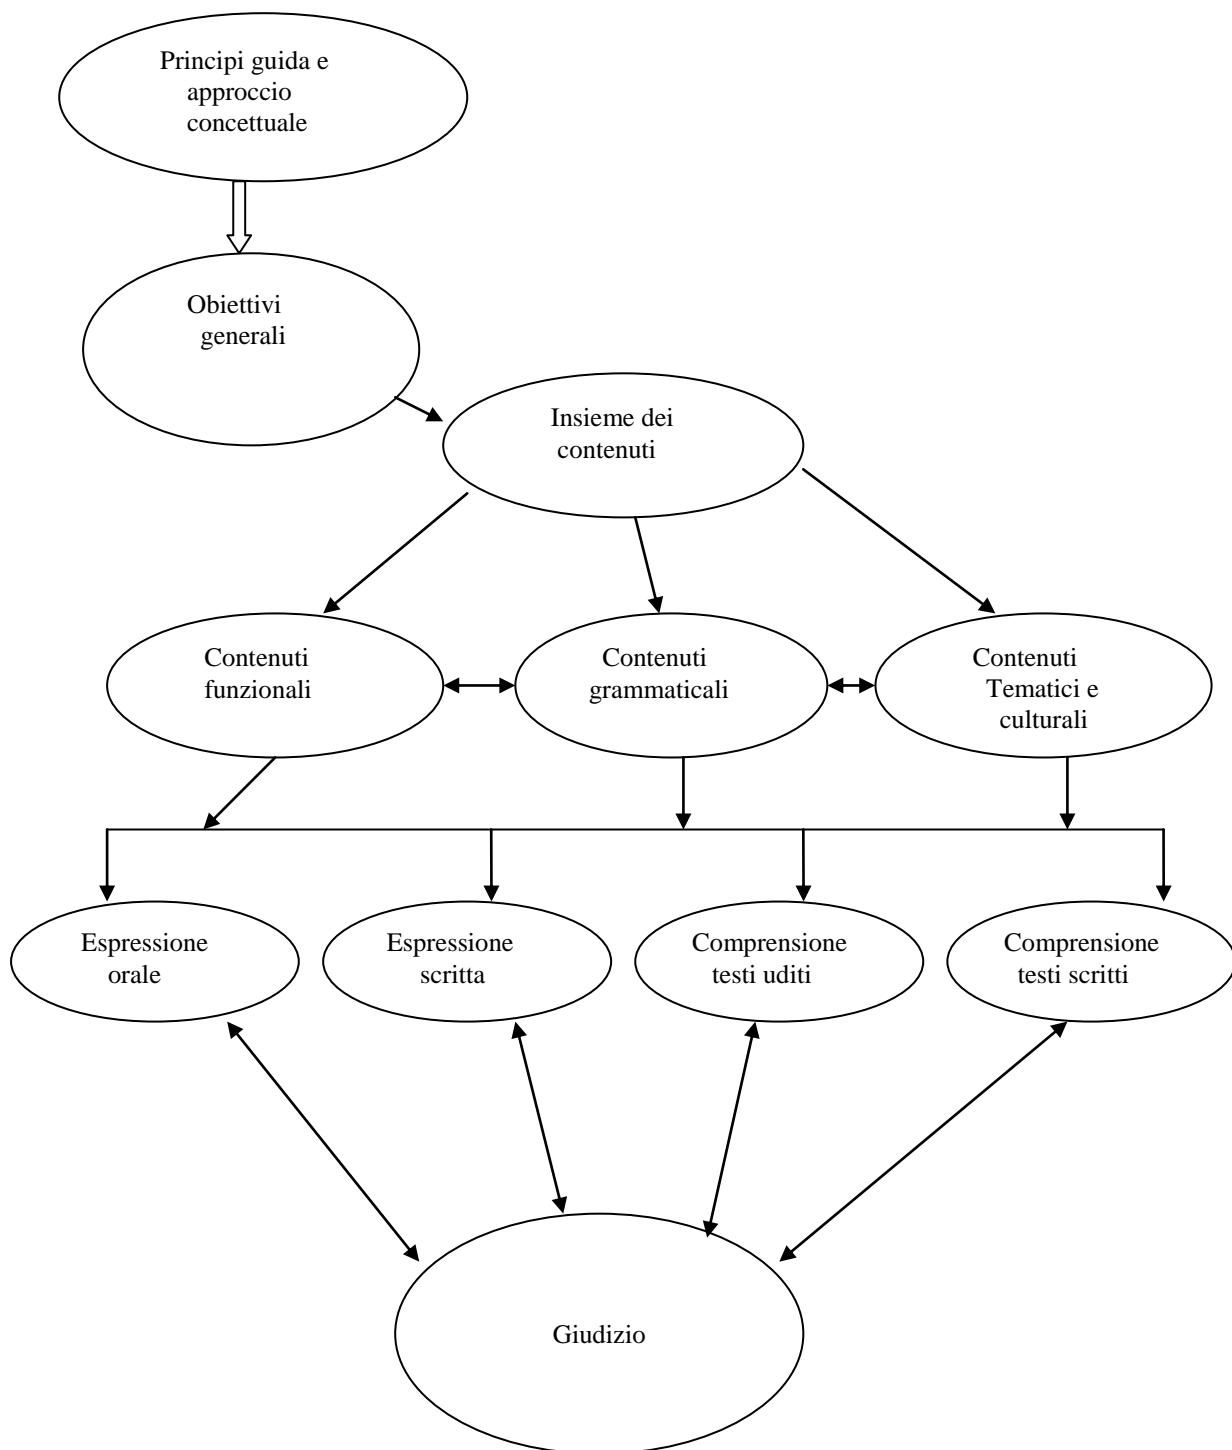 Principi guida e
approccio
concettuale
Obiettivi
generali
Insieme dei
contenuti
Contenuti
funzionali
Contenuti
grammaticali
Contenuti
Tematici e
culturali
Espressione
orale
Espressione
scritta
Comprensione
testi uditi
Comprensione
testi scritti
Giudizio